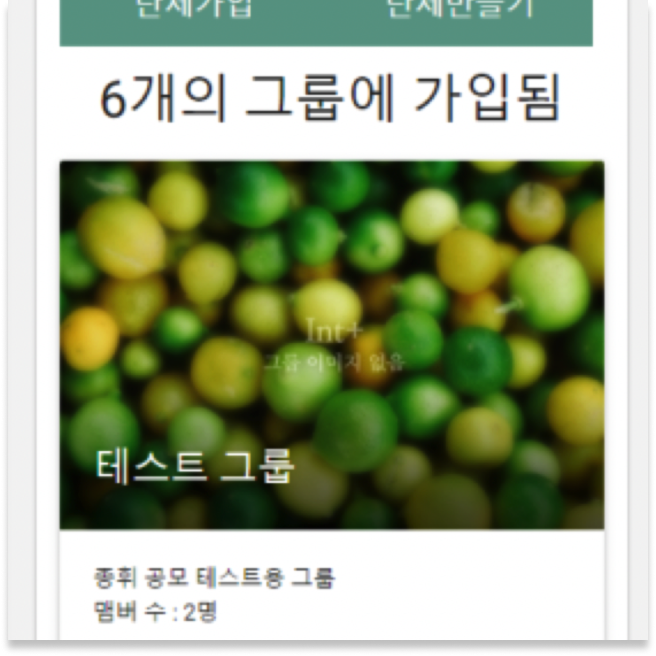 단체가입 단체만들기
6개의 그룹에 가입됨
Int+
그룹 이미지 없음
테스트 그룹
종휘 공모 테스트용 그룹
맴버 수 : 2명